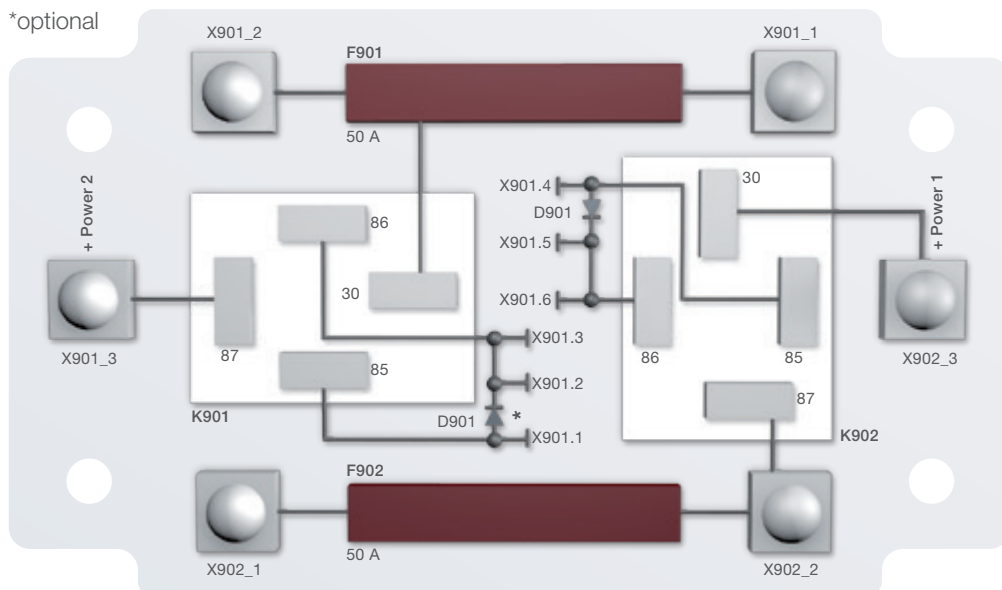 *optional
X901_2
X901_1
F901
50 A
+ Power 2
X901_3
86
30
87
85
K901
X901.3
X901.2
D901
*
X901.1
X901.4
D901
X901.5
X901.6
30
86
85
87
K902
+ Power 1
X902_3
F902
50 A
X902_1
X902_2